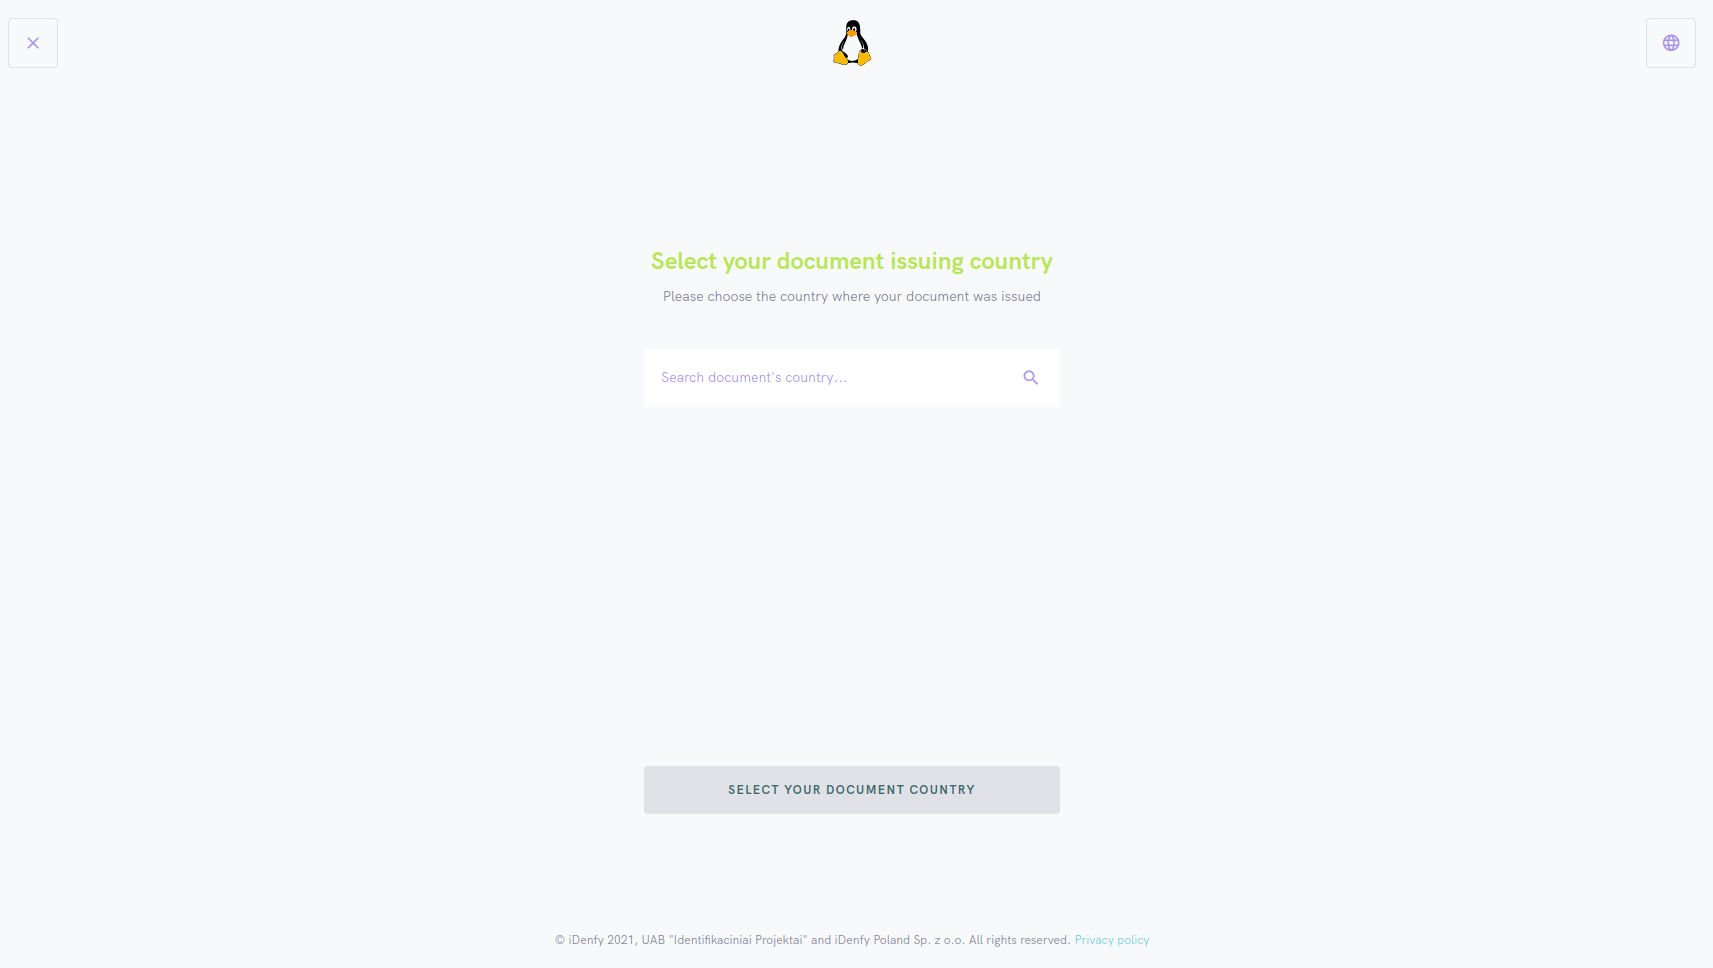 Select your document issuing country
Please choose the country where your document was issued
Search document's country...
SELECT YOUR DOCUMENT COUNTRY
© iDenfy 2021, UAB "Identifikaciniai Projektai" and iDenfy Poland Sp. z o.o. All rights reserved. Privacy policy